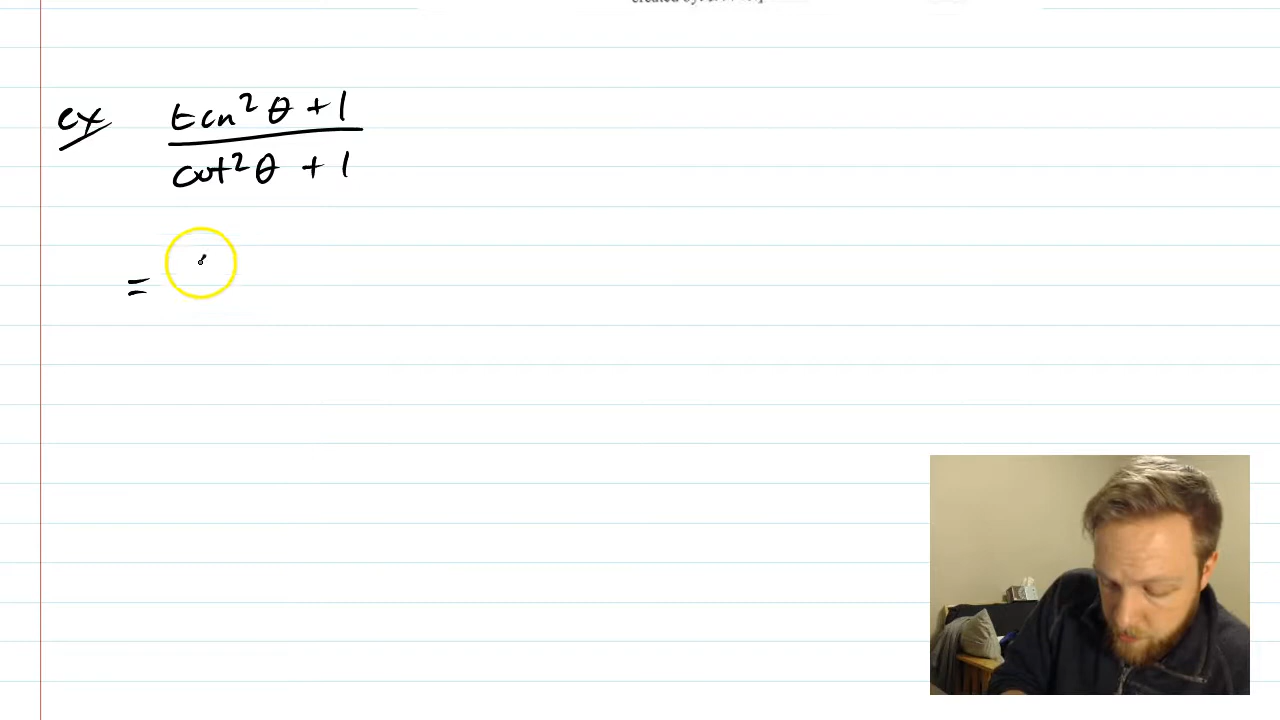 ex tan²θ + 1
cot²θ + 1
=